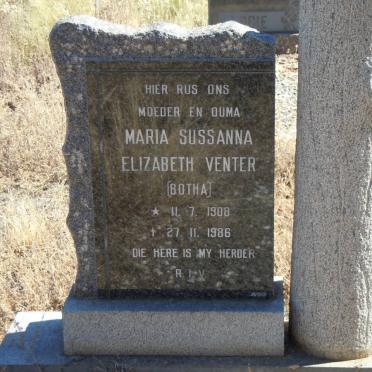 HIER RUS ONS
MOEDER EN OUMA
MARIA SUSSANNA
ELIZABETH VENTER
(BOTHA)
* 11. 7. 1908
† 27. 11. 1986
DIE HERE IS MY HERDER
R.I.V.